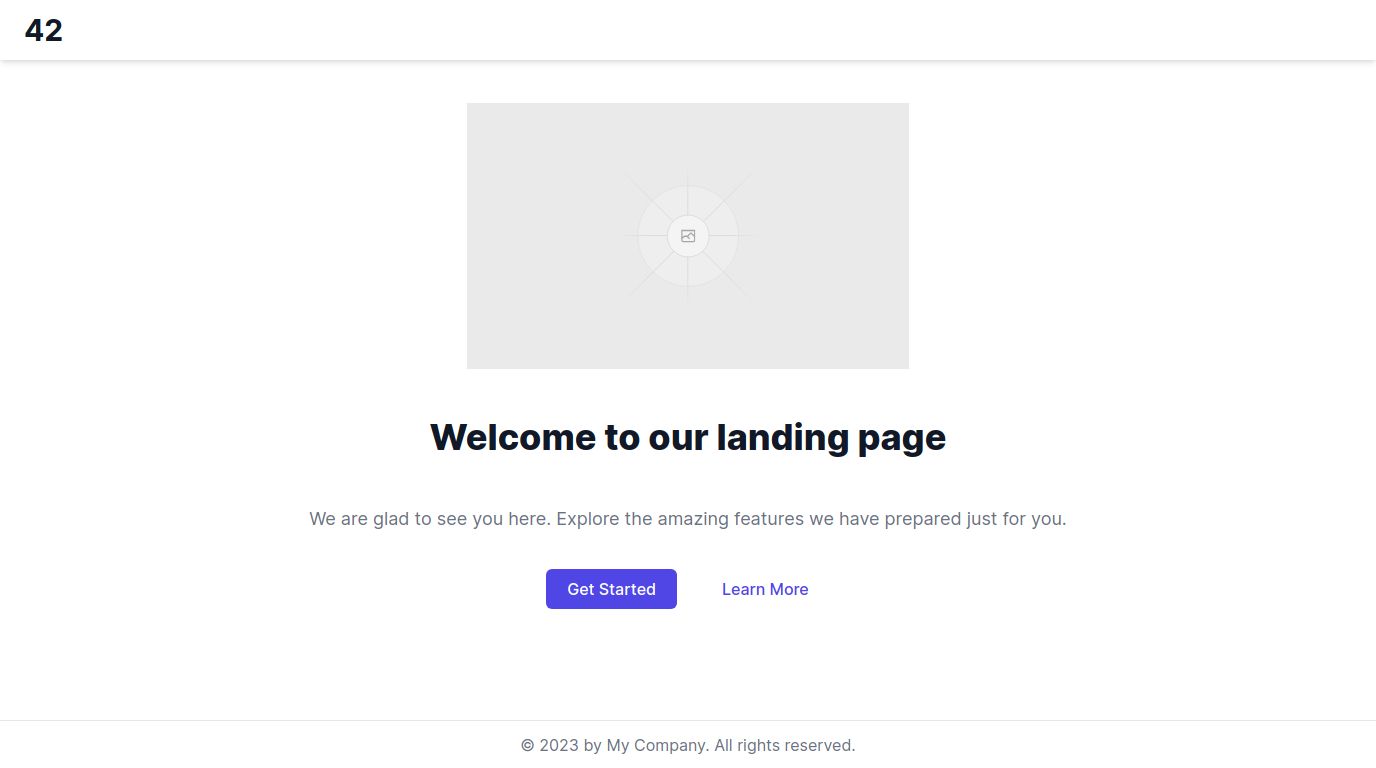 42
Welcome to our landing page
We are glad to see you here. Explore the amazing features we have prepared just for you.
Get Started
Learn More
© 2023 by My Company. All rights reserved.